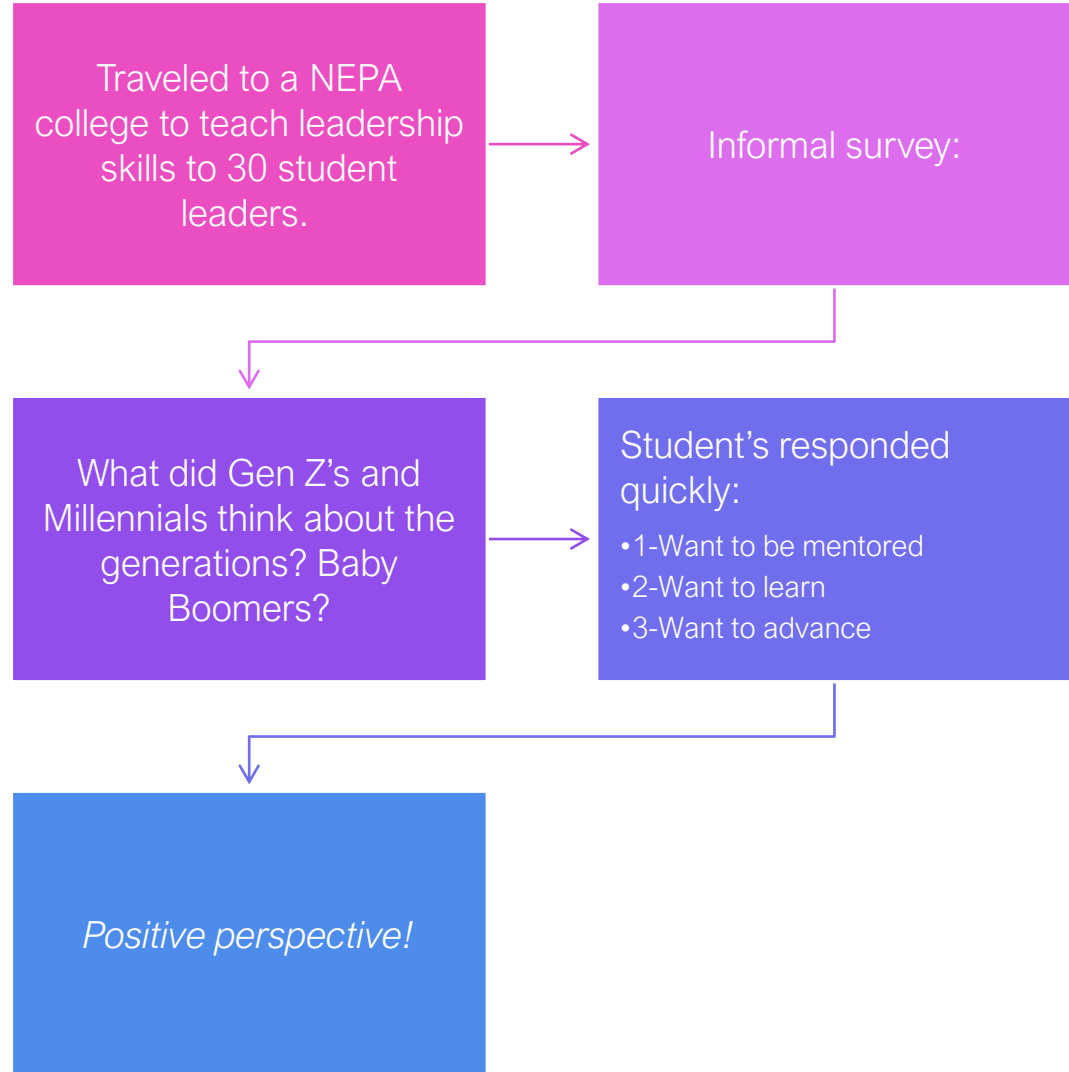 Traveled to a NEPA
college to teach leadership
skills to 30 student
leaders.
Informal survey:
What did Gen Z’s and
Millennials think about the
generations? Baby
Boomers?
Student’s responded
quickly:
•1-Want to be mentored
•2-Want to learn
•3-Want to advance
Positive perspective!